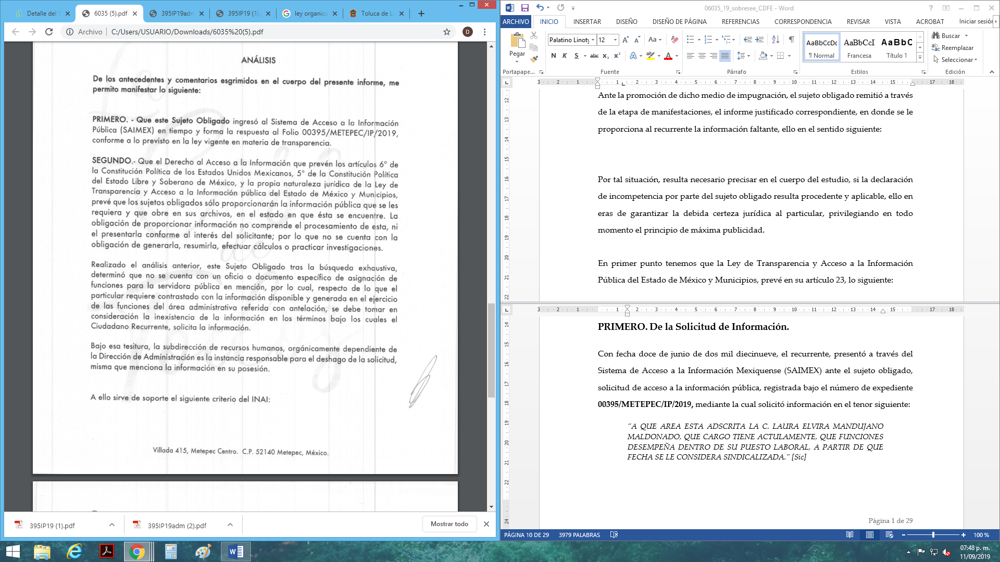 Detalle del S
6035 (5).pdf
395IP19adm
395IP19 (1).
ley organica
Toluca de Le
Archivo
C:/Users/USUARIO/Downloads/6035%20(5).pdf
D
ANÁLISIS
De los antecedentes y comentarios esgrimidos en el cuerpo del presente informe, me
permito manifestar lo siguiente:
PRIMERO. - Que este Sujeto Obligado ingresó al Sistema de Acceso a la Información
Pública (SAIMEX) en tiempo y forma la respuesta al Folio 00395/METEPEC/IP/2019,
conforme a lo previsto en la ley vigente en materia de transparencia.
SEGUNDO.- Que el Derecho al Acceso a la Información que prevén los artículos 6° de
la Constitución Política de los Estados Unidos Mexicanos, 5° de la Constitución Política
del Estado Libre y Soberano de México, y la propia naturaleza jurídica de la Ley de
Transparencia y Acceso a la Información pública del Estado de México y Municipios,
prevé que los sujetos obligados sólo proporcionarán la información pública que se les
requiera y que obre en sus archivos, en el estado en que ésta se encuentre. La
obligación de proporcionar información no comprende el procesamiento de esta, ni
el presentarla conforme al interés del solicitante; por lo que no se cuenta con la
obligación de generarla, resumirla, efectuar cálculos o practicar investigaciones.
Realizado el análisis anterior, este Sujeto Obligado tras la búsqueda exhaustiva,
determinó que no se cuenta con un oficio o documento específico de asignación de
funciones para la servidora pública en mención, por lo cual, respecto de lo que el
particular requiere contrastado con la información disponible y generada en el ejercicio
de las funciones del área administrativa referida con antelación, se debe tomar en
consideración la inexistencia de la información en los términos bajo los cuales el
Ciudadano Recurrente, solicita la información.
Bajo esa tesitura, la subdirección de recursos humanos, orgánicamente dependiente de
la Dirección de Administración es la instancia responsable para el deshago de la solicitud,
misma que menciona la información en su posesión.
A ello sirve de soporte el siguiente criterio del INAI:
Villada 415, Metepec Centro. C.P. 52140 Metepec, México.
395IP19 (1).pdf
395IP19adm (2).pdf
Mostrar todo
06035_19_sobresee_CDFE - Word
ARCHIVO
INICIO
INSERTAR
DISEÑO
DISEÑO DE PÁGINA
REFERENCIAS
CORRESPONDENCIA
REVISAR
VISTA
ACROBAT
Iniciar sesión
Pegar
Palatino Linoty
12
N K S abc x₂ x²
AaBbCcDc
AaBbCcI
AaBbC
¶ Normal
Francesa
Título 1
Buscar
Reemplazar
Seleccionar
Portapape...
Fuente
Párrafo
Estilos
Edición
Ante la promoción de dicho medio de impugnación, el sujeto obligado remitió a través
de la etapa de manifestaciones, el informe justificado correspondiente, en donde se le
proporciona al recurrente la información faltante, ello en el sentido siguiente:
Por tal situación, resulta necesario precisar en el cuerpo del estudio, si la declaración
de incompetencia por parte del sujeto obligado resulta procedente y aplicable, ello en
eras de garantizar la debida certeza jurídica al particular, privilegiando en todo
momento el principio de máxima publicidad.
En primer punto tenemos que la Ley de Transparencia y Acceso a la Información
Pública del Estado de México y Municipios, prevé en su artículo 23, lo siguiente:
PRIMERO. De la Solicitud de Información.
Con fecha doce de junio de dos mil diecinueve, el recurrente, presentó a través del
Sistema de Acceso a la Información Mexiquense (SAIMEX) ante el sujeto obligado,
solicitud de acceso a la información pública, registrada bajo el número de expediente
00395/METEPEC/IP/2019, mediante la cual solicitó información en el tenor siguiente:
“A QUE AREA ESTA ADSCRITA LA C. LAURA ELVIRA MANDUJANO
MALDONADO, QUE CARGO TIENE ACTULAMENTE, QUE FUNCIONES
DESEMPEÑA DENTRO DE SU PUESTO LABORAL, A PARTIR DE QUE
FECHA SE LE CONSIDERA SINDICALIZADA.” [Sic]
Página 1 de 29
PÁGINA 10 DE 29
3979 PALABRAS
100 %
07:48 p. m.
11/09/2019